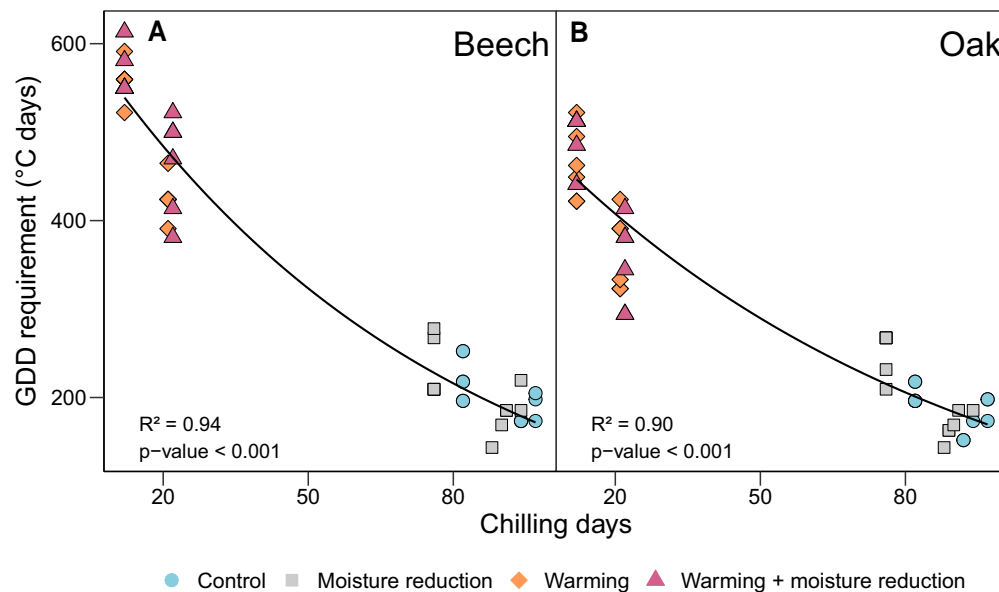 A
Beech
B
Oak
GDD requirement (°C days)
600
400
200
R² = 0.94
p−value < 0.001
R² = 0.90
p−value < 0.001
20
50
80
20
50
80
Chilling days
Control
Moisture reduction
Warming
Warming + moisture reduction